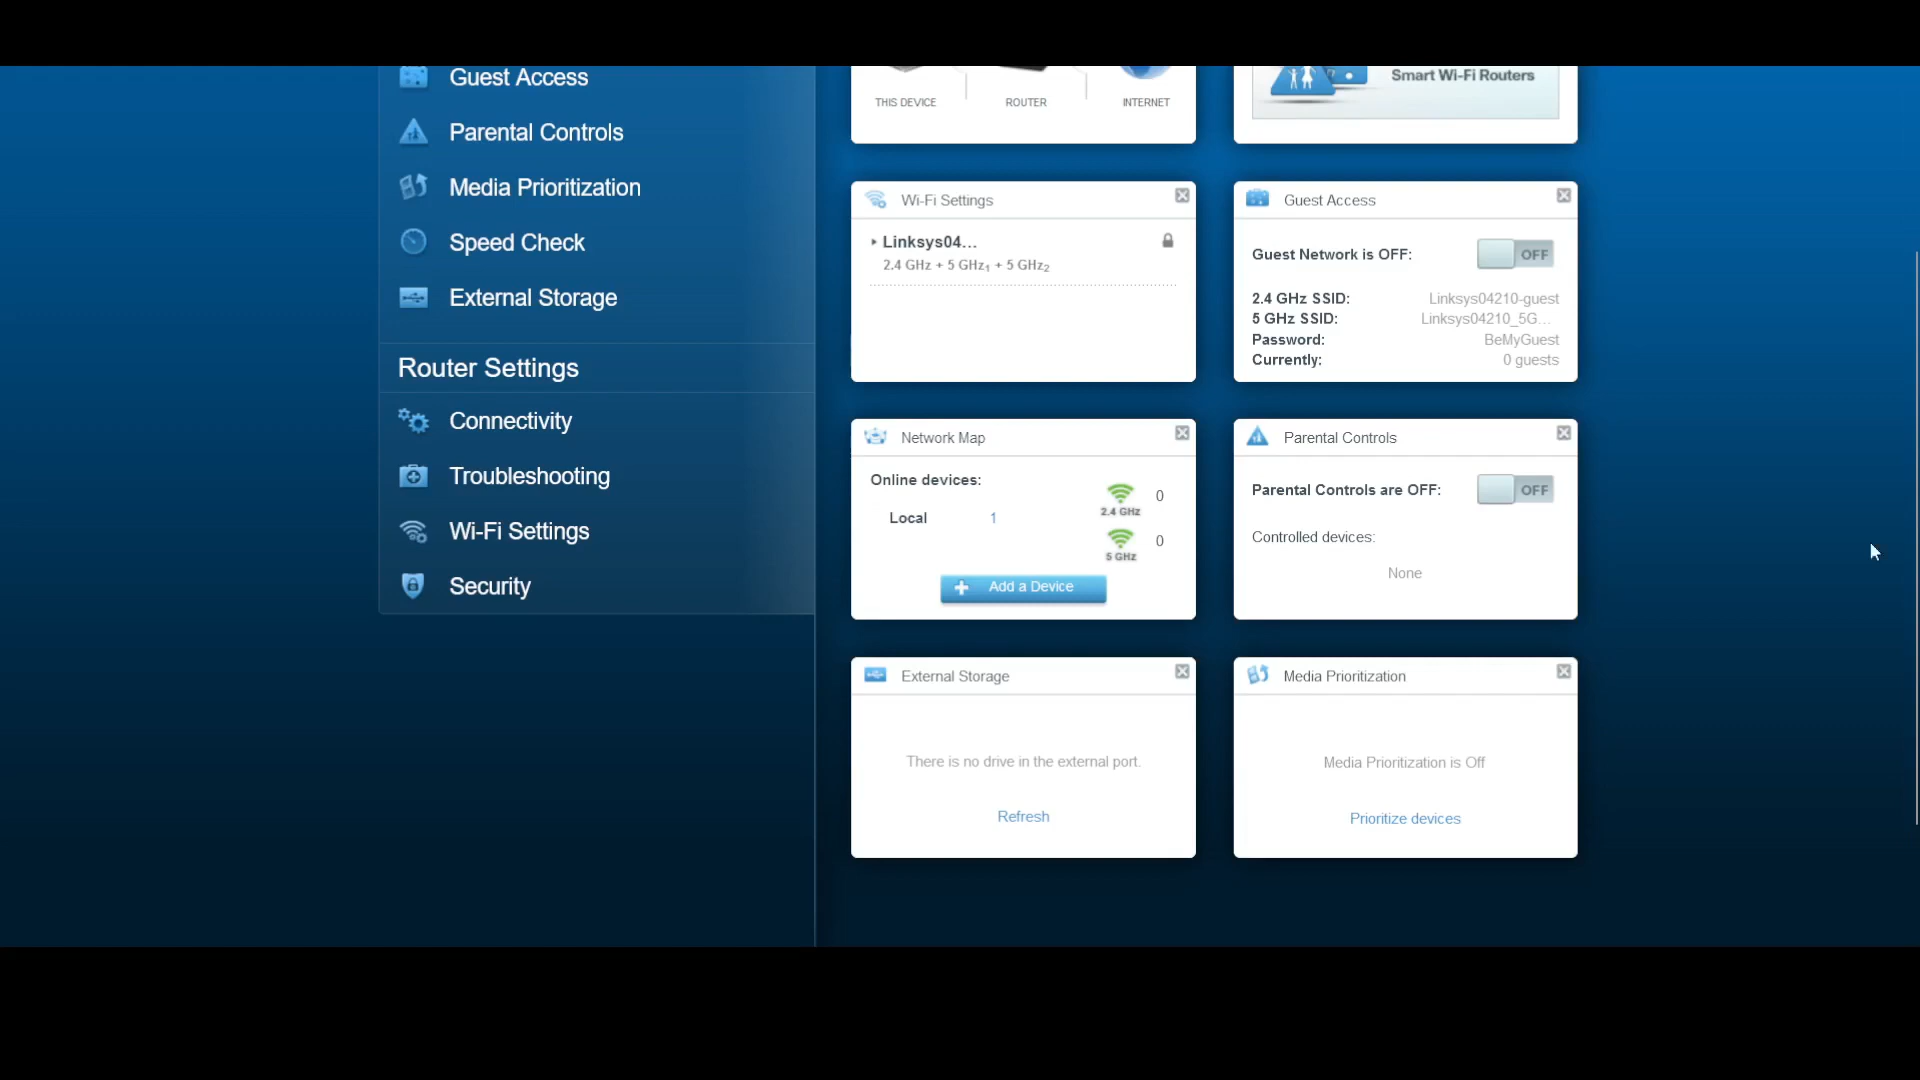 Guest Access
Parental Controls
Media Prioritization
Speed Check
External Storage
Router Settings
Connectivity
Troubleshooting
Wi-Fi Settings
Security
THIS DEVICE ROUTER INTERNET
Smart Wi-Fi Routers
Wi-Fi Settings
Linksys04...
2.4 GHz + 5 GHz1 + 5 GHz2
Guest Access
Guest Network is OFF: OFF
2.4 GHz SSID: Linksys04210-guest
5 GHz SSID: Linksys04210_5G...
Password: BeMyGuest
Currently: 0 guests
Network Map
Online devices:
Local 1
0
2.4 GHz
0
5 GHz
Add a Device
Parental Controls
Parental Controls are OFF: OFF
Controlled devices:
None
External Storage
There is no drive in the external port.
Refresh
Media Prioritization
Media Prioritization is Off
Prioritize devices